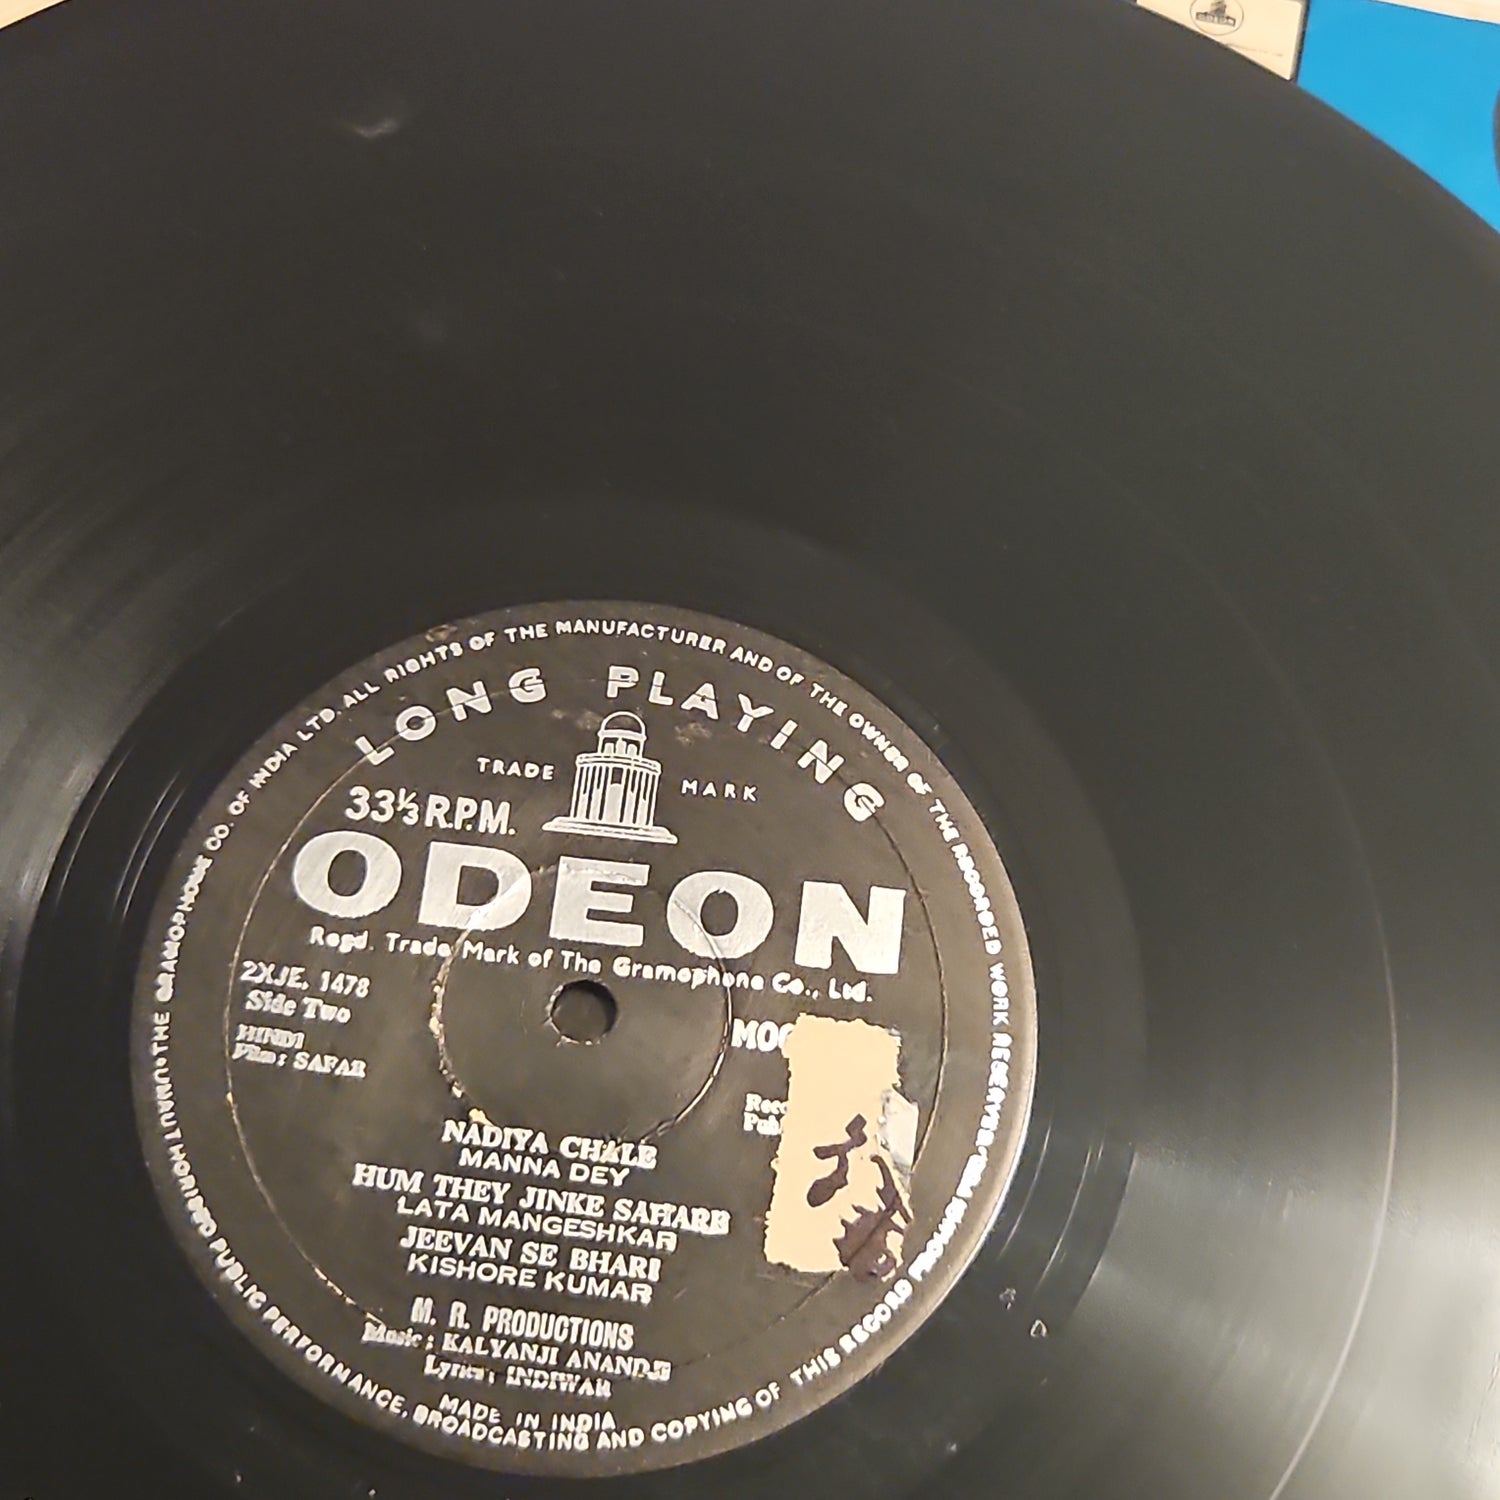 THE GRAMOPHONE CO. OF INDIA LTD. ALL RIGHTS OF THE MANUFACTURER AND OF THE OWNER OF THE RECORDED WORK RESERVED
UNAUTHORISED PUBLIC PERFORMANCE, BROADCASTING AND COPYING OF THIS RECORD PROHIBITED
LONG PLAYING
TRADE MARK
33⅓ R.P.M.
ODEON
Regd. Trade Mark of The Gramophone Co., Ltd.
2XJE. 1478
Side Two
HINDI
Film: SAFAR
NADIYA CHALE
MANNA DEY
HUM THEY JINKE SAHARE
LATA MANGESHKAR
JEEVAN SE BHARI
KISHORE KUMAR
M. R. PRODUCTIONS
Music: KALYANJI ANANDJI
Lyrics: INDIWAR
MADE IN INDIA